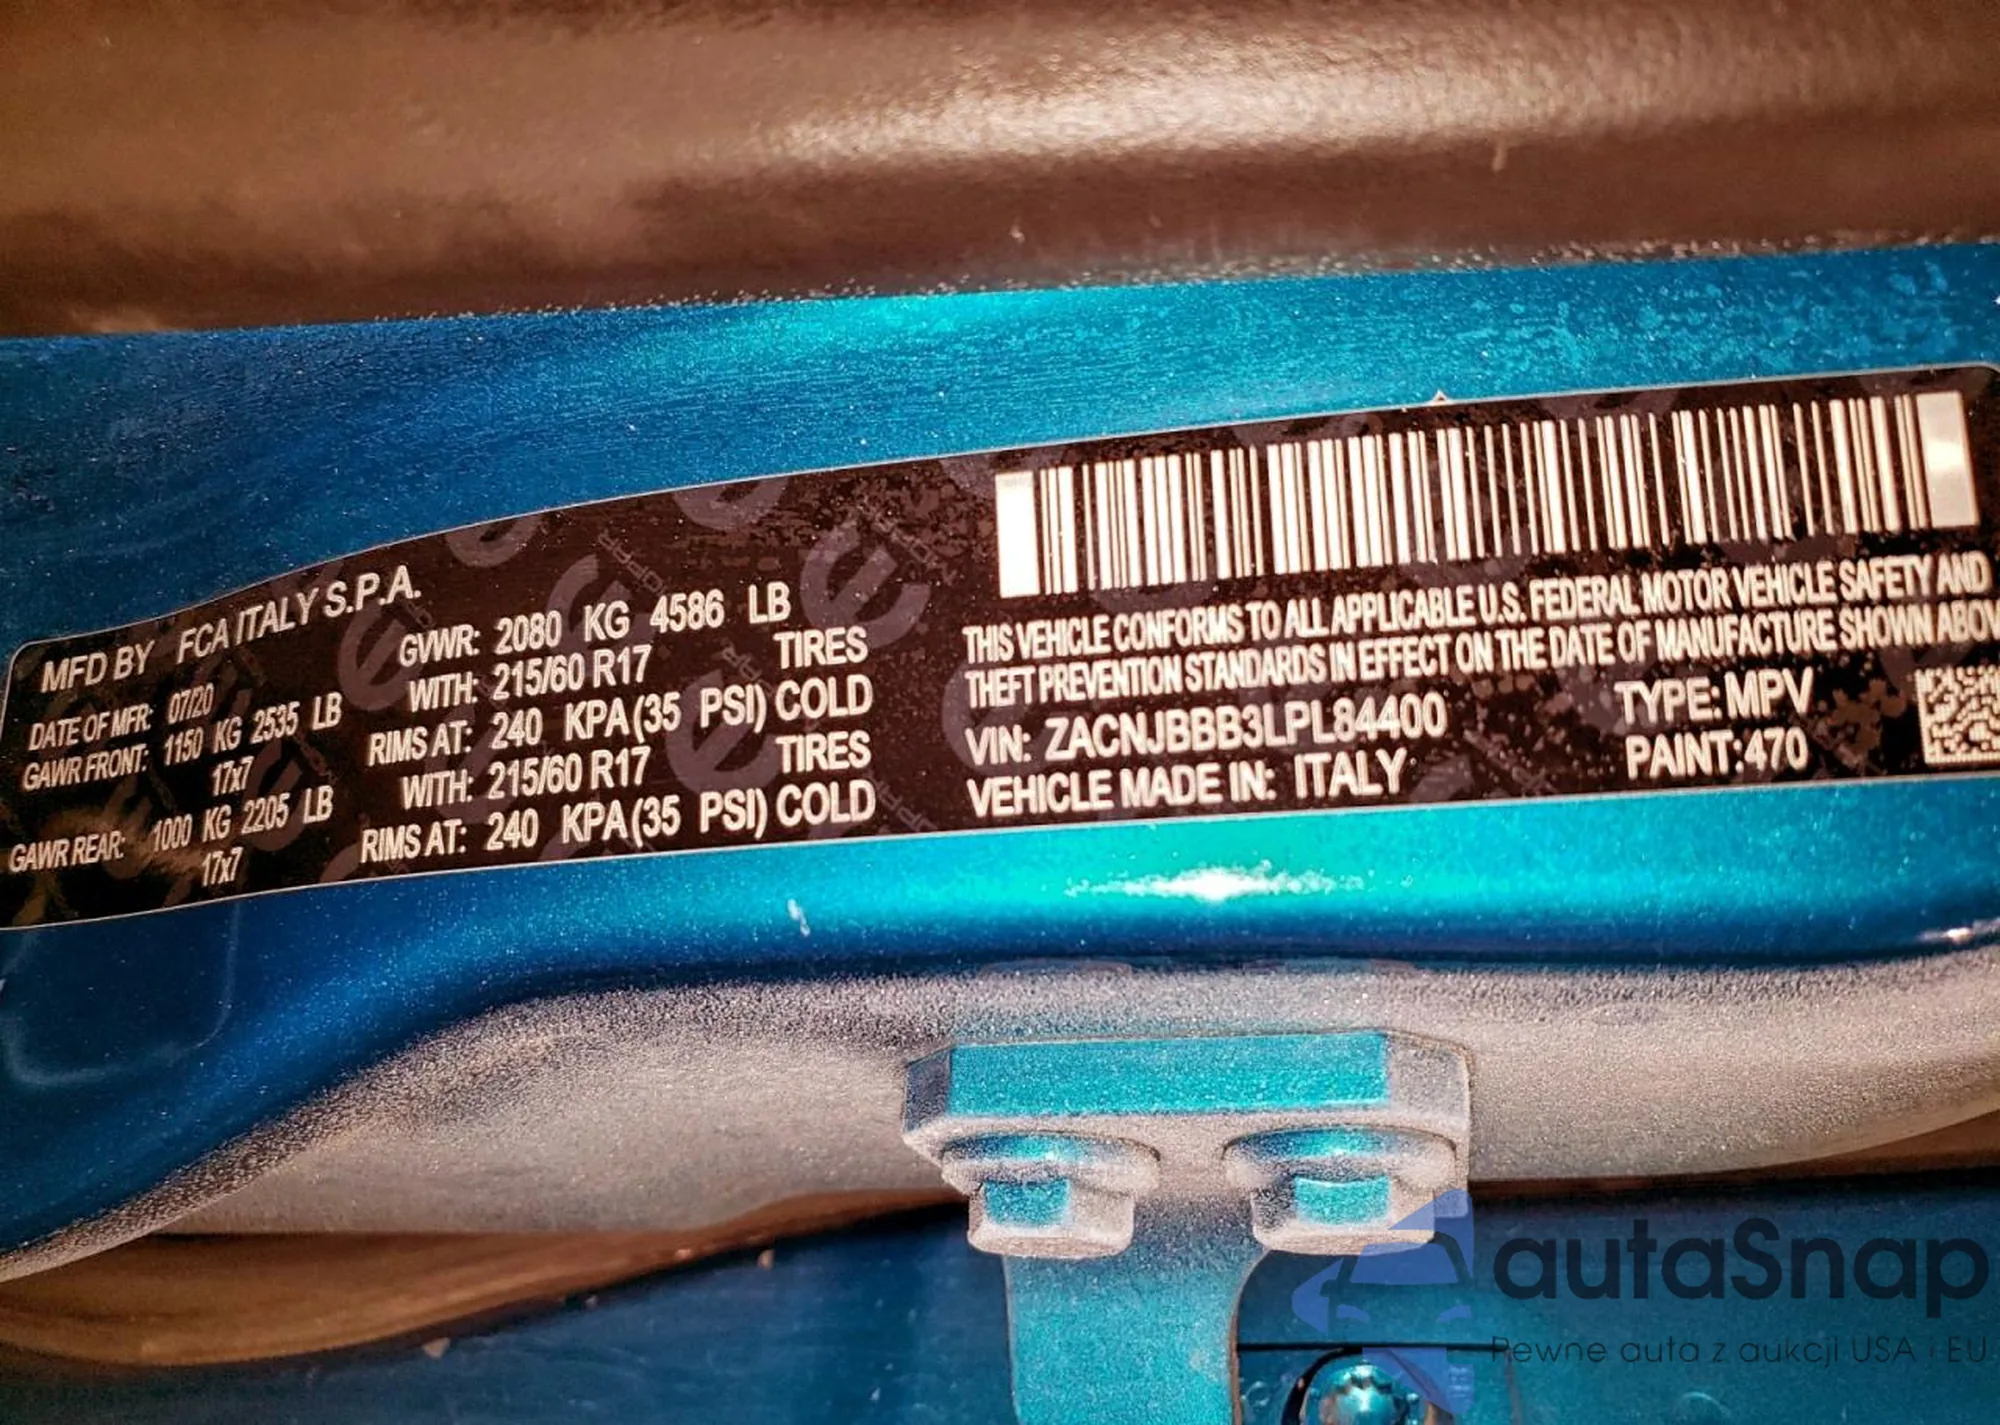 MFD BY FCA ITALY S.P.A.
DATE OF MFR: 07/20 GVWR: 2080 KG 4586 LB
GAWR FRONT: 1150 KG 2535 LB WITH: 215/60 R17 TIRES
17x7 RIMS AT: 240 KPA(35 PSI) COLD
GAWR REAR: 1000 KG 2205 LB WITH: 215/60 R17 TIRES
17x7 RIMS AT: 240 KPA(35 PSI) COLD
THIS VEHICLE CONFORMS TO ALL APPLICABLE U.S. FEDERAL MOTOR VEHICLE SAFETY AND
THEFT PREVENTION STANDARDS IN EFFECT ON THE DATE OF MANUFACTURE SHOWN ABOV
VIN: ZACNJBBB3LPL84400 TYPE: MPV
VEHICLE MADE IN: ITALY PAINT:470
autaSnap
Pewne auta z aukcji USA i EU